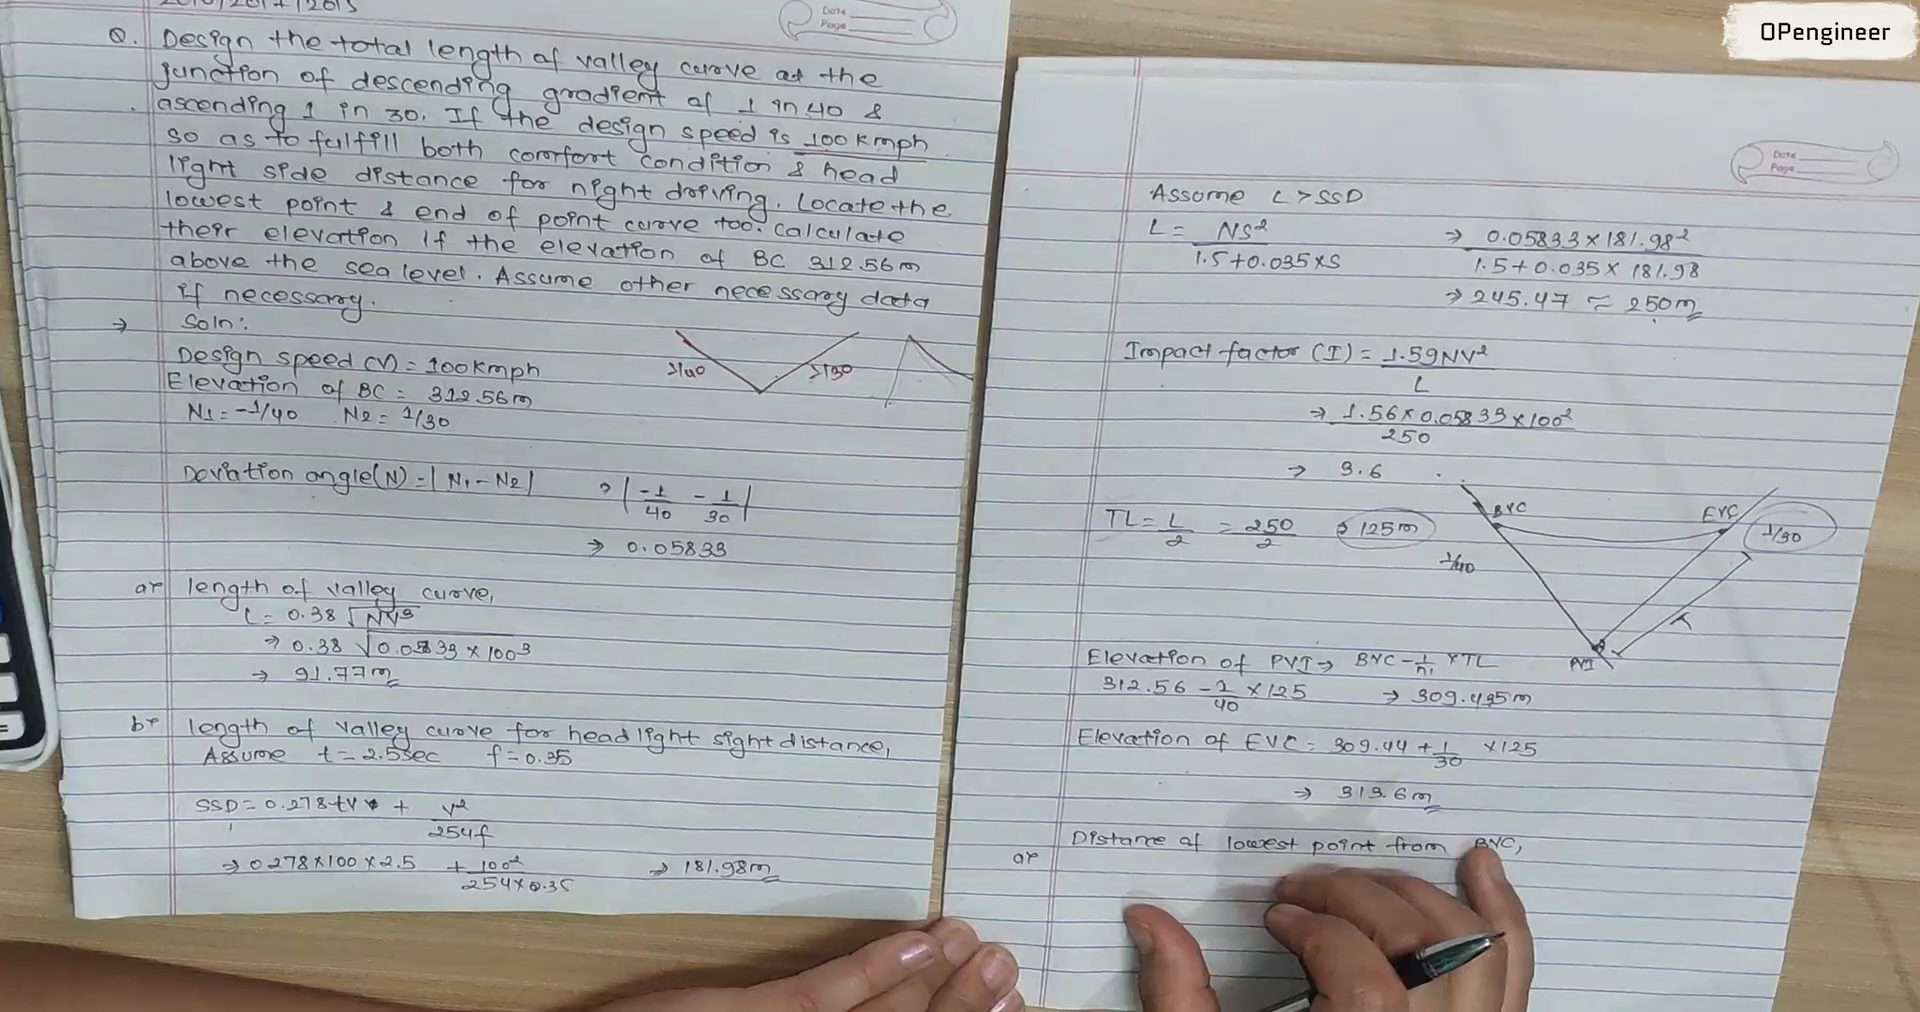 OPengineer
Date
Page
Q. Design the total length of valley curve at the
junction of descending gradient of 1 in 40 &
ascending 1 in 30. If the design speed is 100 kmph
so as to fulfill both comfort condition & head
light side distance for night driving. Locate the
lowest point & end of point curve too. calculate
their elevation if the elevation of BC 312.56m
above the sea level. Assume other necessary data
if necessary.
→ Soln:
Design speed (V) = 100kmph
Elevation of BC = 312.56m
N1 = -1/40 N2 = 1/30
1/40 1/30
Deviation angle(N) = | N1 - N2 | → | -1/40 - 1/30 |
→ 0.05833
a) length of valley curve,
L = 0.38 √NV3
→ 0.38 √0.05833 × 100³
→ 91.77m
b) length of valley curve for head light sight distance,
Assume t = 2.5sec f = 0.35
SSD = 0.278tv + v²/254f
→ 0.278×100×2.5 + 100²/254×0.35 → 181.98m
Date
Page
Assume L > SSD
L = NS²/1.5+0.035×S → 0.05833×181.98²/1.5+0.035×181.98
→ 245.47 ≈ 250m
Impact factor (I) = 1.59NV²/L
→ 1.56×0.05833×100²/250
→ 3.6
TL = L/2 = 250/2 → 125m
BVC EVC
1/40 1/30
PVI
Elevation of PVI → BVC - 1/n1 × TL
312.56 - 1/40 × 125 → 309.435m
Elevation of EVC = 309.44 + 1/30 × 125
→ 313.6m
a) Distance of lowest point from BVC,